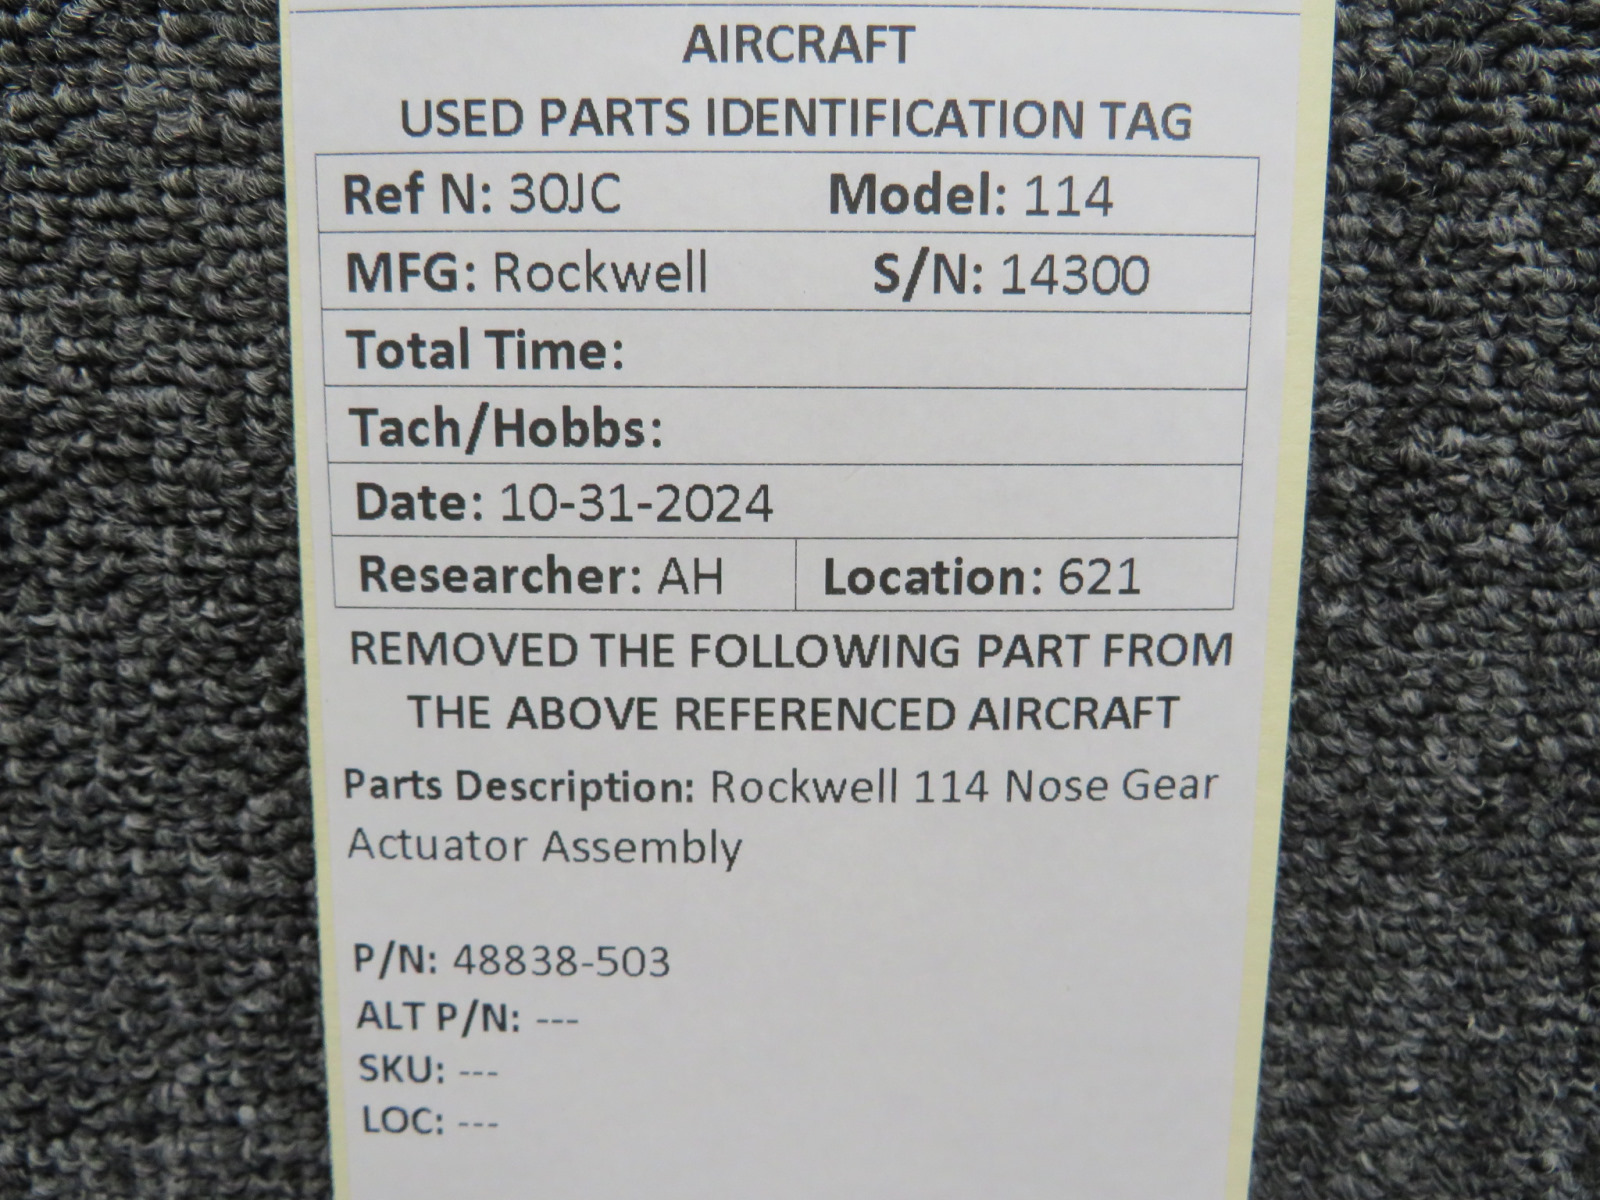 AIRCRAFT
USED PARTS IDENTIFICATION TAG
Ref N: 30JC Model: 114
MFG: Rockwell S/N: 14300
Total Time:
Tach/Hobbs:
Date: 10-31-2024
Researcher: AH Location: 621
REMOVED THE FOLLOWING PART FROM
THE ABOVE REFERENCED AIRCRAFT
Parts Description: Rockwell 114 Nose Gear
Actuator Assembly
P/N: 48838-503
ALT P/N: ---
SKU: ---
LOC: ---